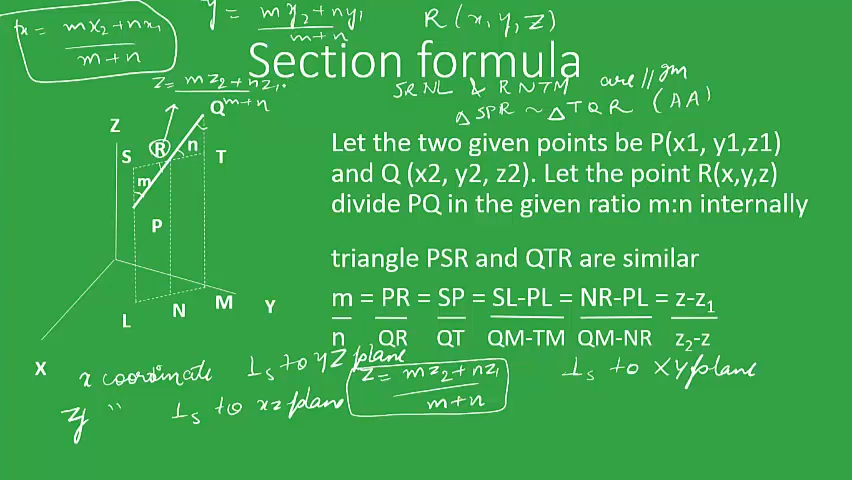 x = mx2 + nx1 / m + n
y = my2 + ny1 / m + n
R (x, y, z)
Section formula
z = mz2 + nz1 / m + n
SRNL & RNTM are || gm
△SPR ~ △TQR (AA)
Q
Z
S R n T
m
P
L N M Y
X
Let the two given points be P(x1, y1,z1)
and Q (x2, y2, z2). Let the point R(x,y,z)
divide PQ in the given ratio m:n internally
triangle PSR and QTR are similar
m = PR = SP = SL-PL = NR-PL = z-z1
n QR QT QM-TM QM-NR z2-z
x coordinate ⊥s to yz plane
⊥s to XY plane
y " ⊥s to xz plane
z = mz2 + nz1 / m + n